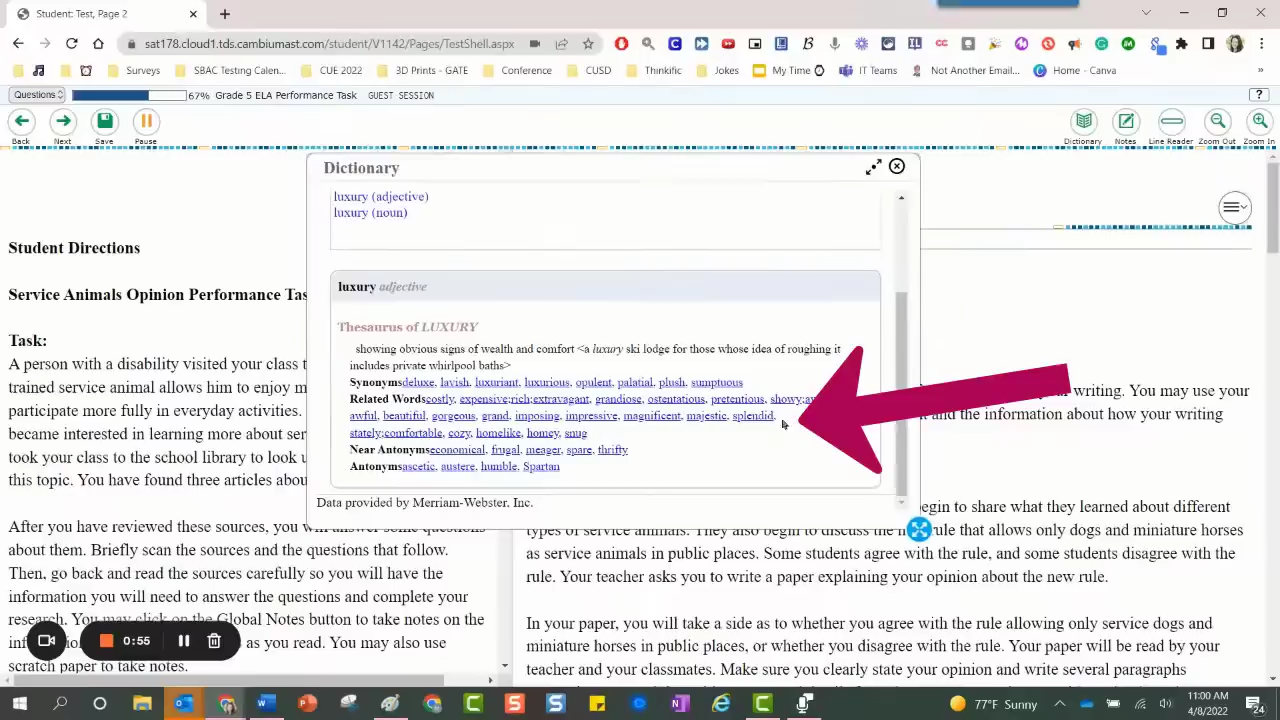 Student: Test, Page 2
sat178.cloud1.tds.cambiumast.com/student/V1142/Pages/TestShell.aspx
Surveys
SBAC Testing Calen...
CUE 2022
3D Prints - GATE
Conference
CUSD
Thinkific
Jokes
My Time
IT Teams
Not Another Email...
Home - Canva
Questions 67% Grade 5 ELA Performance Task GUEST SESSION
Back Next Save Pause
Dictionary Notes Line Reader Zoom Out Zoom In
Dictionary
luxury (adjective)
luxury (noun)
luxury adjective
Thesaurus of LUXURY
showing obvious signs of wealth and comfort <a luxury ski lodge for those whose idea of roughing it
includes private whirlpool baths>
Synonymsdeluxe, lavish, luxuriant, luxurious, opulent, palatial, plush, sumptuous
Related Wordscostly, expensive;rich;extravagant, grandiose, ostentatious, pretentious, showy;
awful, beautiful, gorgeous, grand, imposing, impressive, magnificent, majestic, splendid,
stately;comfortable, cozy, homelike, homey, snug
Near Antonymseconomical, frugal, meager, spare, thrifty
Antonymsascetic, austere, humble, Spartan
Data provided by Merriam-Webster, Inc.
Student Directions
Service Animals Opinion Performance Tas
Task:
A person with a disability visited your class t
trained service animal allows him to enjoy m
participate more fully in everyday activities.
became interested in learning more about ser
took your class to the school library to look u
this topic. You have found three articles abou
After you have reviewed these sources, you will answer some questions
about them. Briefly scan the sources and the questions that follow.
Then, go back and read the sources carefully so you will have the
information you will need to answer the questions and complete your
research. You may click on the Global Notes button to take notes on the
as you read. You may also use
scratch paper to take notes.
writing. You may use your
and the information about how your writing
egin to share what they learned about different
types of service animals. They also begin to discuss the rule that allows only dogs and miniature horses
as service animals in public places. Some students agree with the rule, and some students disagree with the
rule. Your teacher asks you to write a paper explaining your opinion about the new rule.
In your paper, you will take a side as to whether you agree with the rule allowing only service dogs and
miniature horses in public places, or whether you disagree with the rule. Your paper will be read by your
teacher and your classmates. Make sure you clearly state your opinion and write several paragraphs
0:55
77°F Sunny
11:00 AM
4/8/2022
24